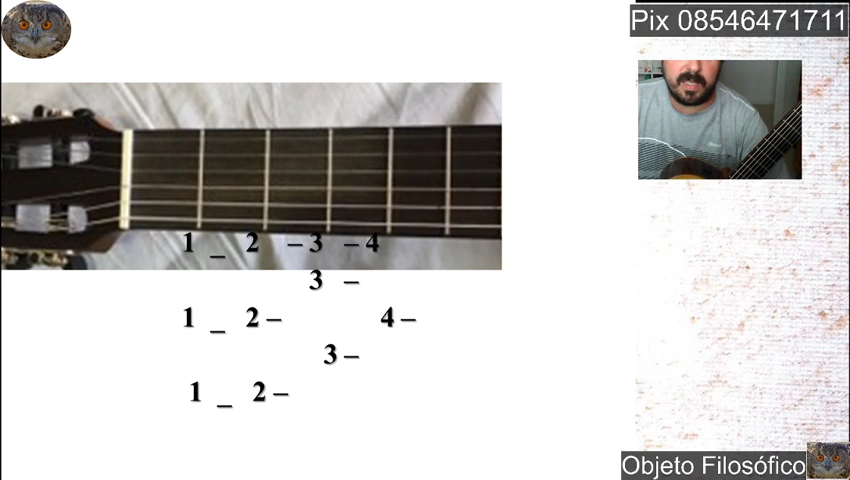 Pix 08546471711
1 _ 2 – 3 – 4
3 –
1 _ 2 – 4 –
3 –
1 _ 2 –
Objeto Filosófico